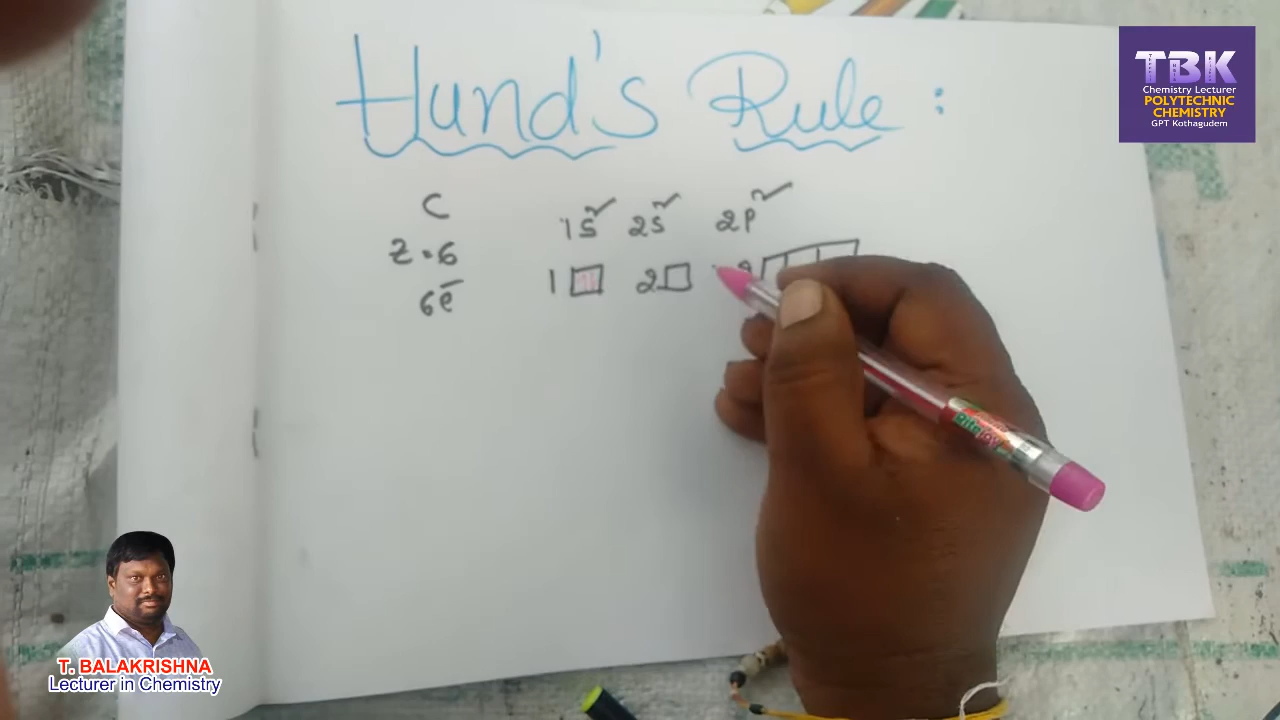 Hund's Rule :
C
Z = 6
6e⁻
1s 2s 2p
1 2 2
TBK
Chemistry Lecturer
POLYTECHNIC
CHEMISTRY
GPT Kothagudem
T. BALAKRISHNA
Lecturer in Chemistry